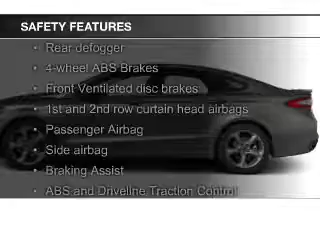 SAFETY FEATURES
• Rear defogger
• 4-wheel ABS Brakes
• Front Ventilated disc brakes
• 1st and 2nd row curtain head airbags
• Passenger Airbag
• Side airbag
• Braking Assist
• ABS and Driveline Traction Control